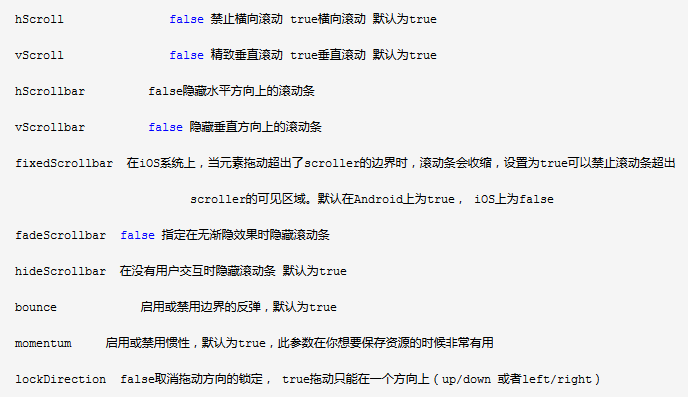 hScroll false 禁止横向滚动 true横向滚动 默认为true
vScroll false 精致垂直滚动 true垂直滚动 默认为true
hScrollbar false隐藏水平方向上的滚动条
vScrollbar false 隐藏垂直方向上的滚动条
fixedScrollbar 在iOS系统上，当元素拖动超出了scroller的边界时，滚动条会收缩，设置为true可以禁止滚动条超出
scroller的可见区域。默认在Android上为true， iOS上为false
fadeScrollbar false 指定在无渐隐效果时隐藏滚动条
hideScrollbar 在没有用户交互时隐藏滚动条 默认为true
bounce 启用或禁用边界的反弹，默认为true
momentum 启用或禁用惯性，默认为true，此参数在你想要保存资源的时候非常有用
lockDirection false取消拖动方向的锁定， true拖动只能在一个方向上（up/down 或者left/right）